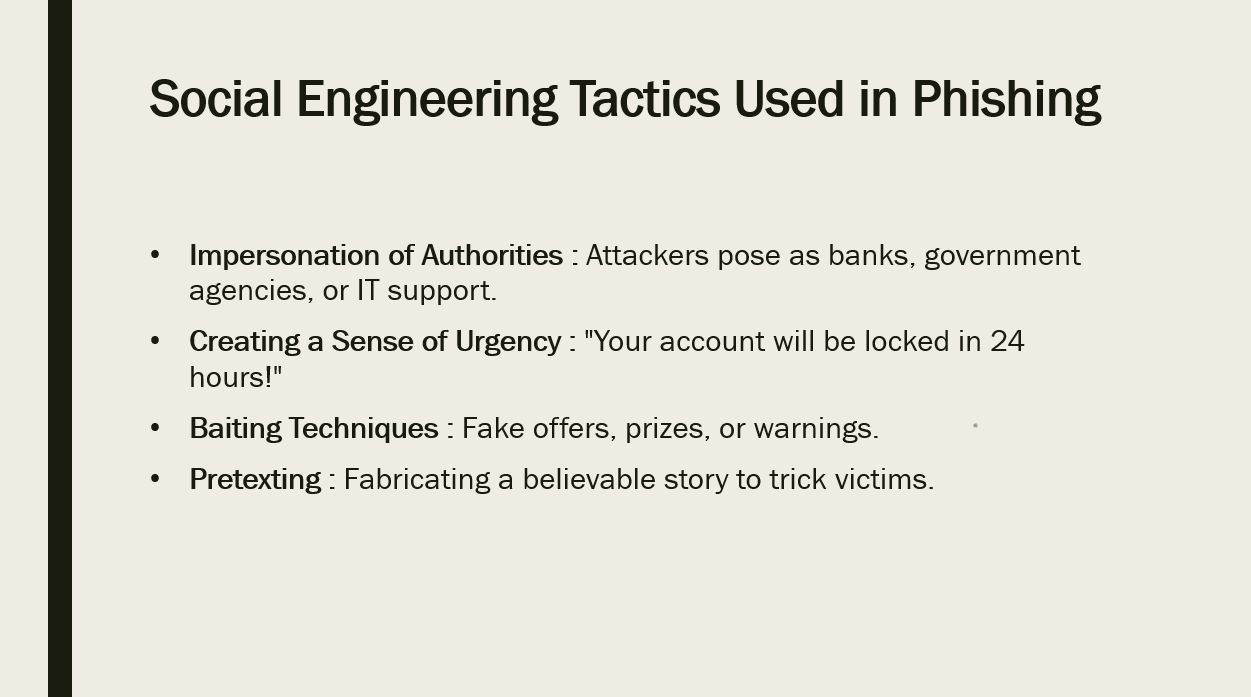 Social Engineering Tactics Used in Phishing
• Impersonation of Authorities : Attackers pose as banks, government
agencies, or IT support.
• Creating a Sense of Urgency : "Your account will be locked in 24
hours!"
• Baiting Techniques : Fake offers, prizes, or warnings.
• Pretexting : Fabricating a believable story to trick victims.